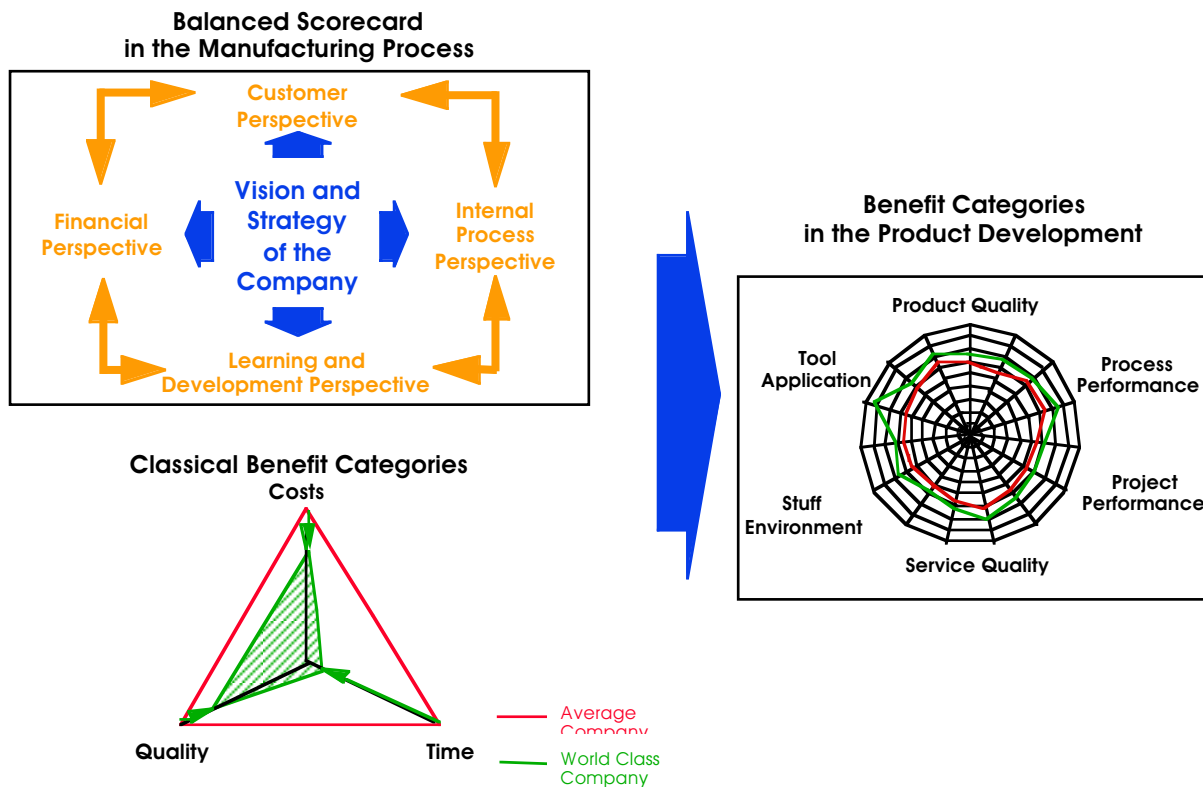 Balanced Scorecard
in the Manufacturing Process
Customer
Perspective
Vision and
Strategy
of the
Company
Financial
Perspective
Internal
Process
Perspective
Learning and
Development Perspective
Classical Benefit Categories
Costs
Quality
Time
Average
Company
World Class
Company
Benefit Categories
in the Product Development
Product Quality
Tool
Application
Process
Performance
Stuff
Environment
Project
Performance
Service Quality